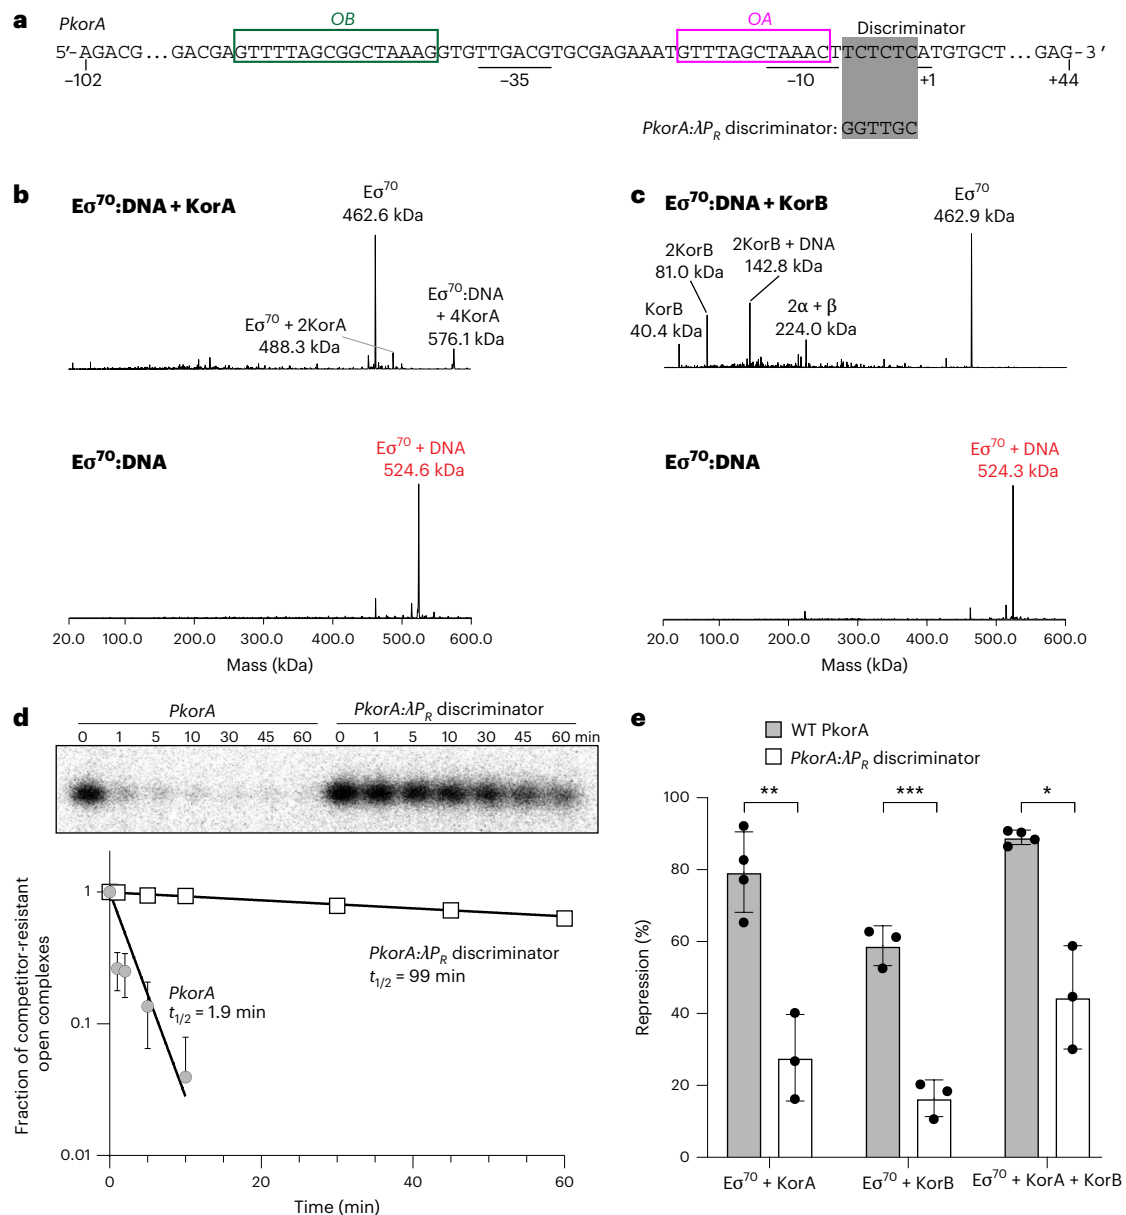 a
PkorA
OB
OA
Discriminator
5′–AGACG...GACGAGTTTTAGCGGCTAAAGGTGTTGACGTGCGAGAAATGTTTAGCTAAACTTCTCTCATGTGCT...GAG–3′
–102
–35
–10
+1
+44
PkorA:λPR discriminator: GGTTGC
b
Eσ70:DNA + KorA
Eσ70
462.6 kDa
Eσ70 + 2KorA
488.3 kDa
Eσ70:DNA
+ 4KorA
576.1 kDa
Eσ70:DNA
Eσ70 + DNA
524.6 kDa
20.0 100.0 200.0 300.0 400.0 500.0 600.0
Mass (kDa)
c
Eσ70:DNA + KorB
Eσ70
462.9 kDa
2KorB
81.0 kDa
2KorB + DNA
142.8 kDa
KorB
40.4 kDa
2α + β
224.0 kDa
Eσ70:DNA
Eσ70 + DNA
524.3 kDa
20.0 100.0 200.0 300.0 400.0 500.0 600.0
Mass (kDa)
d
PkorA
PkorA:λPR discriminator
0 1 5 10 30 45 60 0 1 5 10 30 45 60 min
Fraction of competitor-resistant
open complexes
1
0.1
0.01
PkorA
t1/2 = 1.9 min
PkorA:λPR discriminator
t1/2 = 99 min
0 20 40 60
Time (min)
e
WT PkorA
PkorA:λPR discriminator
** *** *
Repression (%)
100
80
60
40
20
0
Eσ70 + KorA
Eσ70 + KorB
Eσ70 + KorA + KorB